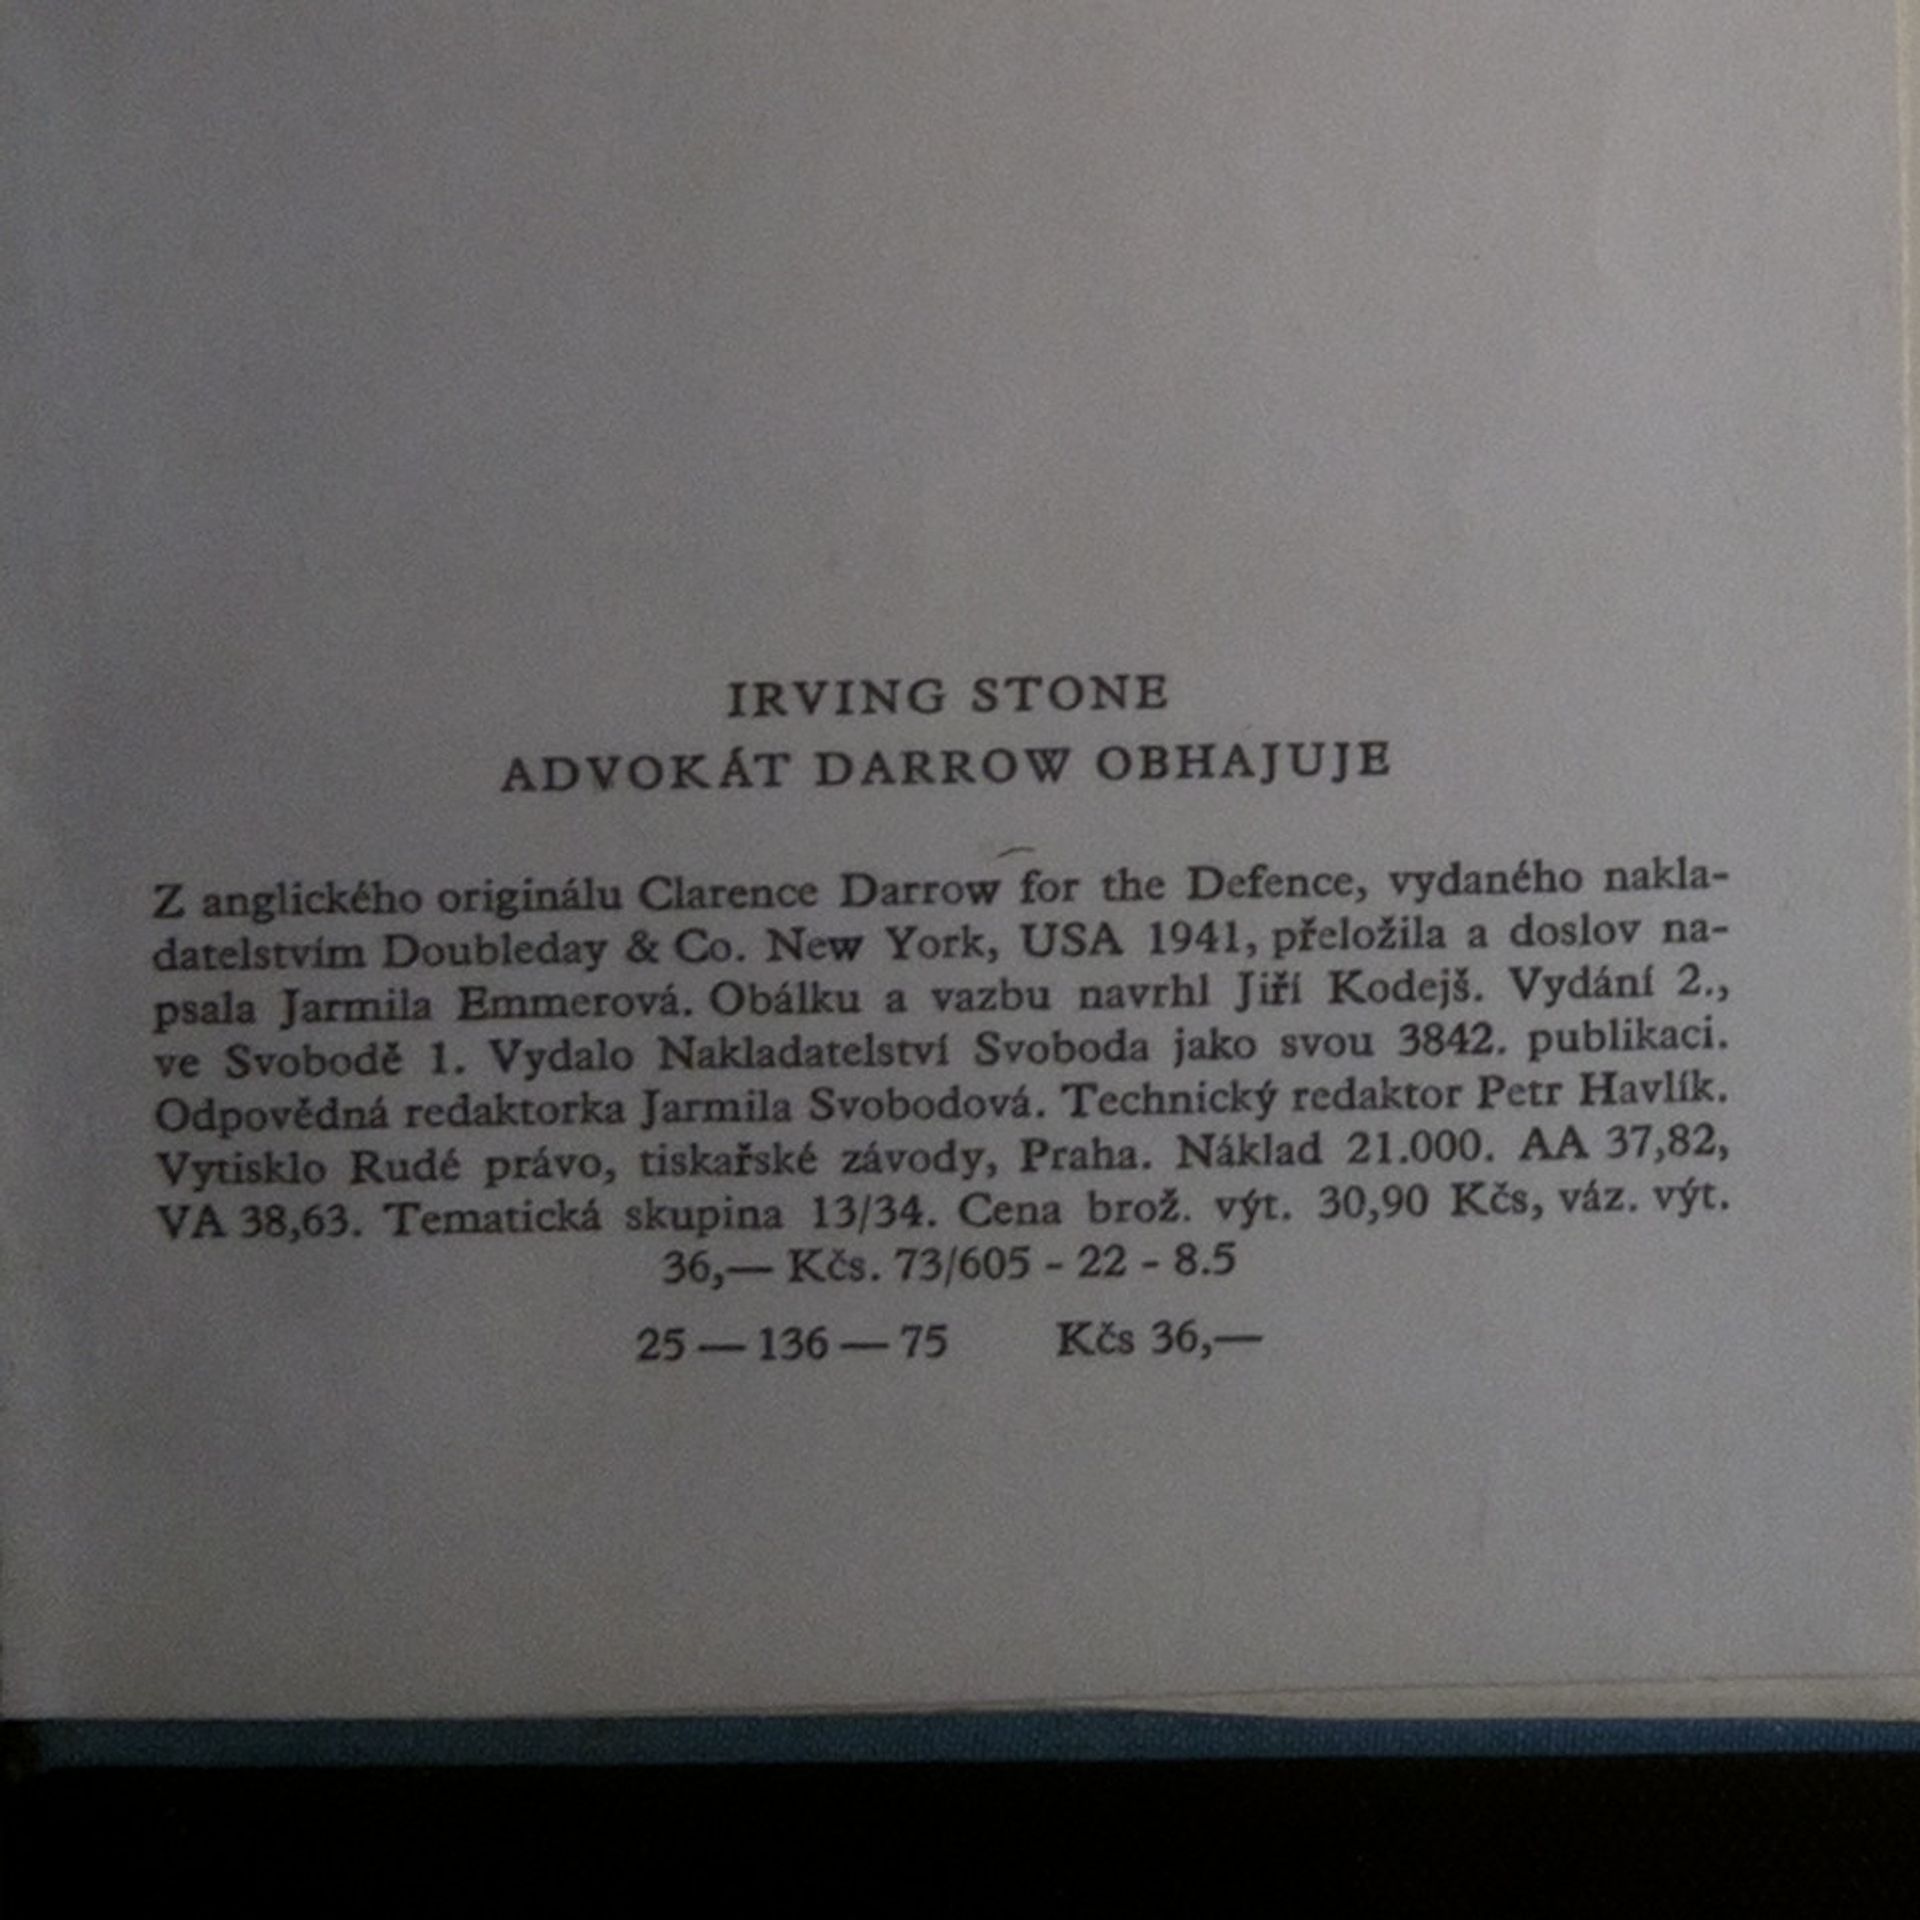 IRVING STONE
ADVOKÁT DARROW OBHAJUJE
Z anglického originálu Clarence Darrow for the Defence, vydaného nakla-
datelstvím Doubleday & Co. New York, USA 1941, přeložila a doslov na-
psala Jarmila Emmerová. Obálku a vazbu navrhl Jiří Kodejš. Vydání 2.,
ve Svobodě 1. Vydalo Nakladatelství Svoboda jako svou 3842. publikaci.
Odpovědná redaktorka Jarmila Svobodová. Technický redaktor Petr Havlík.
Vytisklo Rudé právo, tiskařské závody, Praha. Náklad 21.000. AA 37,82,
VA 38,63. Tematická skupina 13/34. Cena brož. výt. 30,90 Kčs, váz. výt.
36,— Kčs. 73/605 - 22 - 8.5
25 — 136 — 75 Kčs 36,—